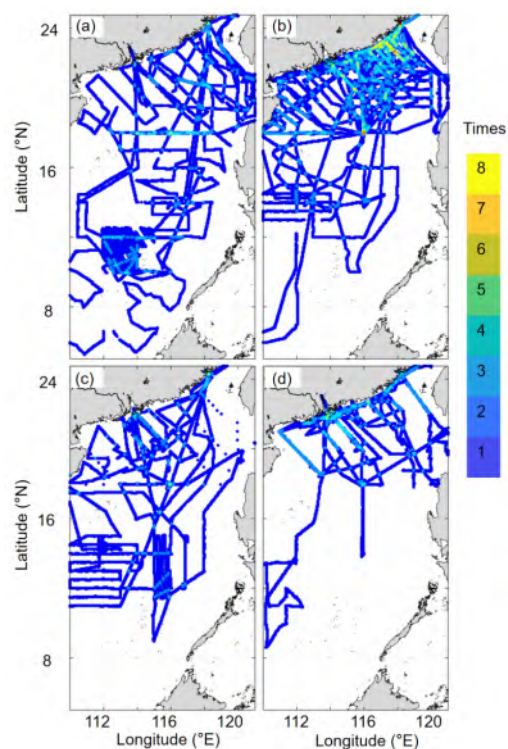 (a)
(b)
24
16
8
Latitude (°N)
Times
8
7
6
5
4
3
2
1
(c)
(d)
24
16
8
Latitude (°N)
112
116
120
112
116
120
Longitude (°E)
Longitude (°E)